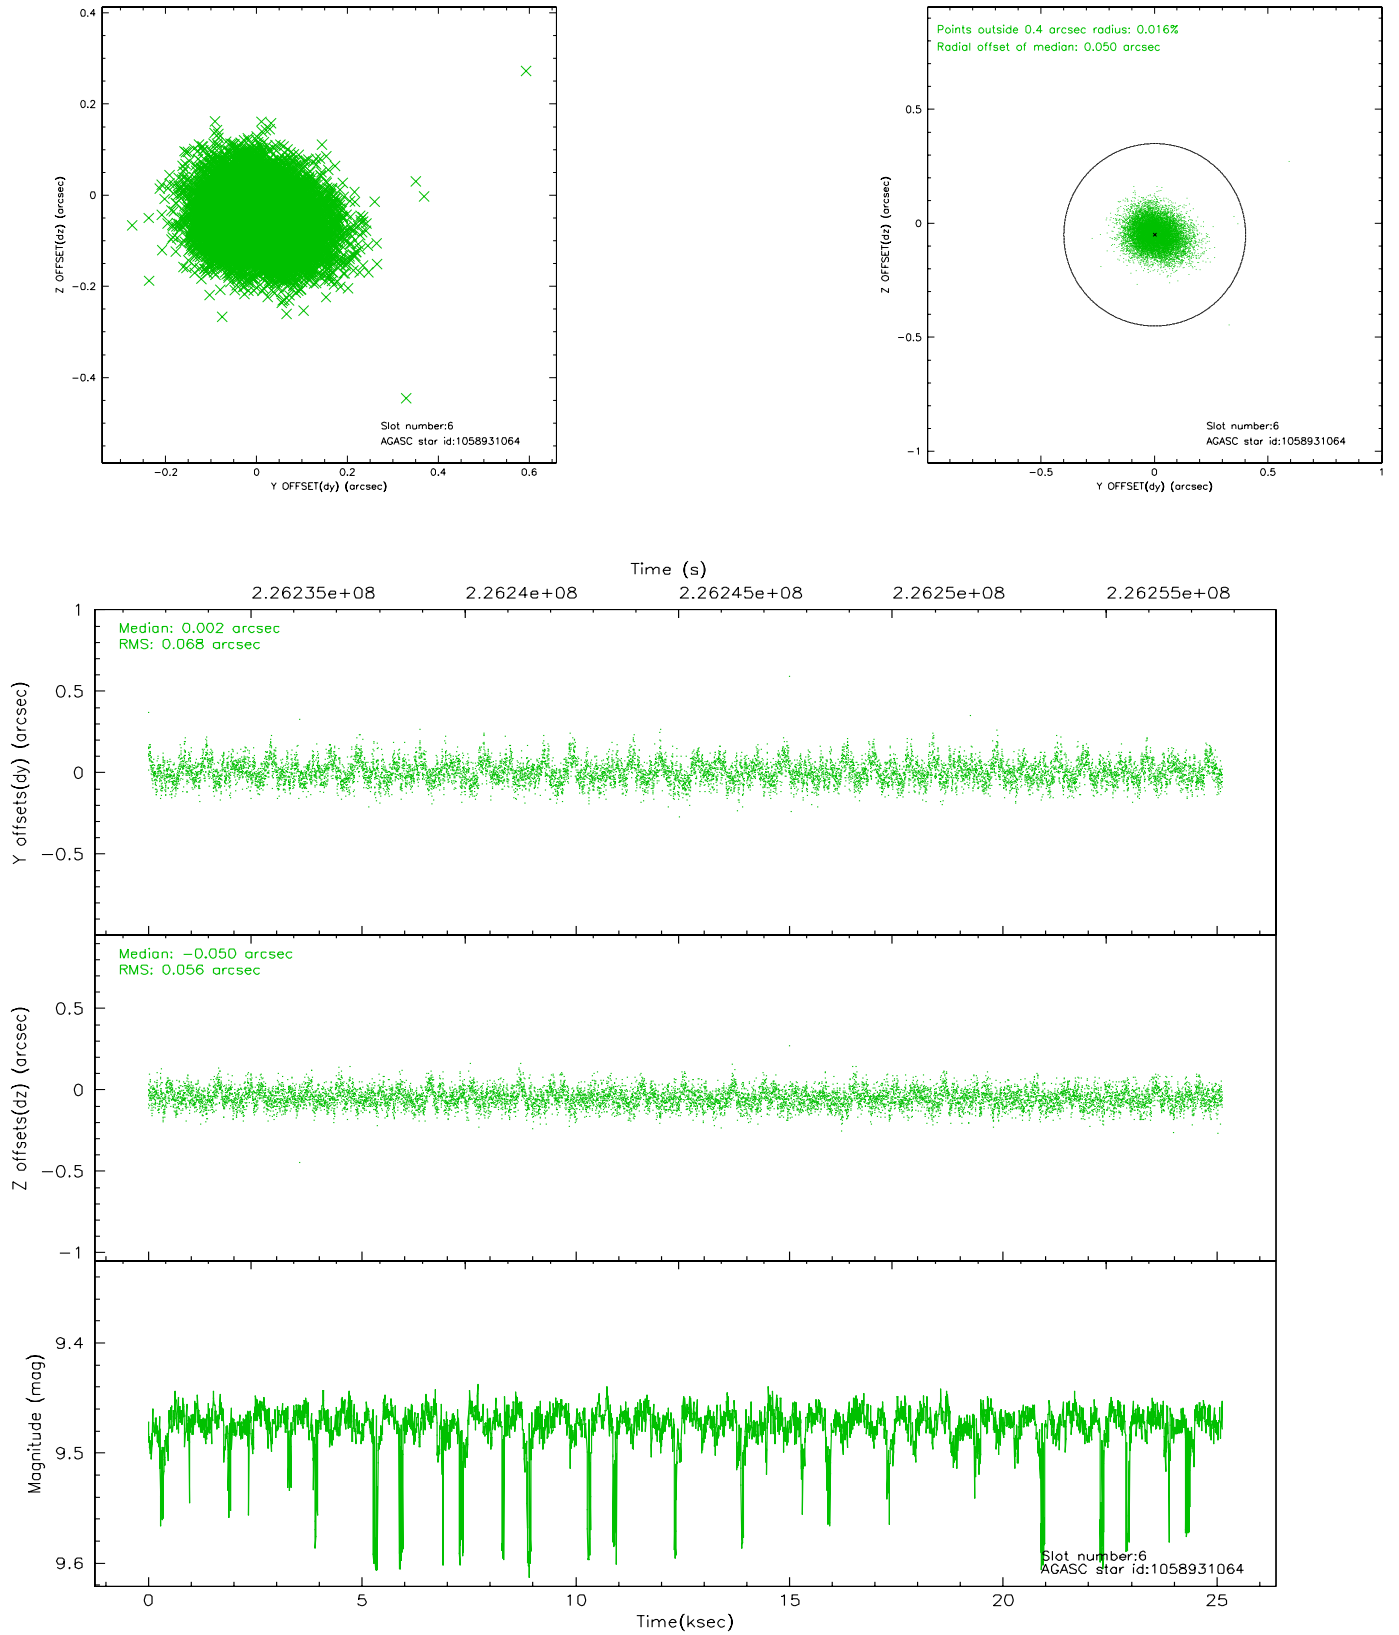 0.4
0.2
0
−0.2
−0.4
Z OFFSET(dz) (arcsec)
−0.2 0 0.2 0.4 0.6
Y OFFSET(dy) (arcsec)
Slot number:6
AGASC star id:1058931064
Points outside 0.4 arcsec radius: 0.016%
Radial offset of median: 0.050 arcsec
0.5
0
−0.5
−1
Z OFFSET(dz) (arcsec)
−0.5 0 0.5 1
Y OFFSET(dy) (arcsec)
Slot number:6
AGASC star id:1058931064
Time (s)
2.26235e+08 2.2624e+08 2.26245e+08 2.2625e+08 2.26255e+08
Median: 0.002 arcsec
RMS: 0.068 arcsec
1
0.5
0
−0.5
Y offsets(dy) (arcsec)
Median: −0.050 arcsec
RMS: 0.056 arcsec
0.5
0
−0.5
−1
Z offsets(dz) (arcsec)
9.4
9.5
9.6
Magnitude (mag)
Slot number:6
AGASC star id:1058931064
0 5 10 15 20 25
Time(ksec)